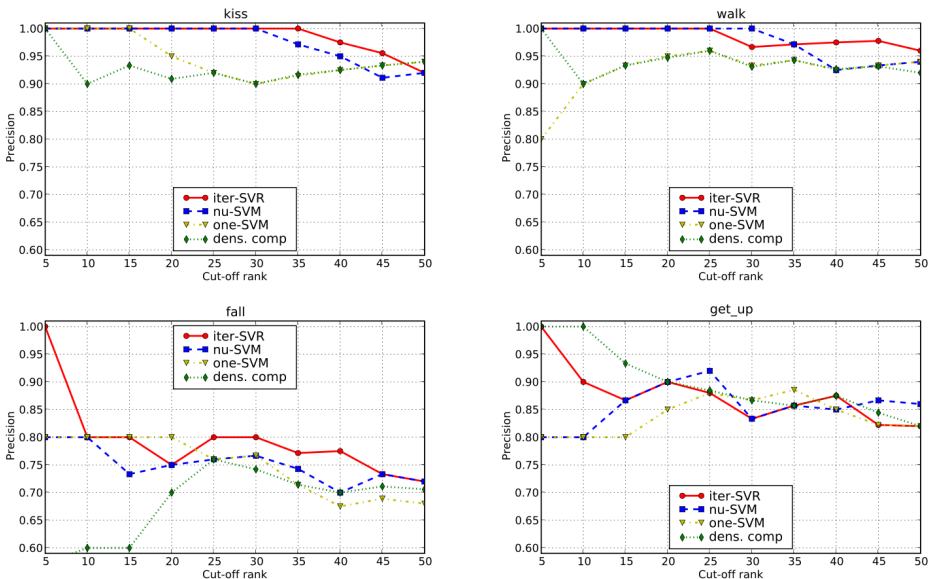 kiss
1.00
0.95
0.90
0.85
0.80
0.75
0.70
0.65
0.60
Precision
iter-SVR
nu-SVM
one-SVM
dens. comp
5 10 15 20 25 30 35 40 45 50
Cut-off rank
walk
1.00
0.95
0.90
0.85
0.80
0.75
0.70
0.65
0.60
Precision
iter-SVR
nu-SVM
one-SVM
dens. comp
5 10 15 20 25 30 35 40 45 50
Cut-off rank
fall
1.00
0.95
0.90
0.85
0.80
0.75
0.70
0.65
0.60
Precision
iter-SVR
nu-SVM
one-SVM
dens. comp
5 10 15 20 25 30 35 40 45 50
Cut-off rank
get_up
1.00
0.95
0.90
0.85
0.80
0.75
0.70
0.65
0.60
Precision
iter-SVR
nu-SVM
one-SVM
dens. comp
5 10 15 20 25 30 35 40 45 50
Cut-off rank